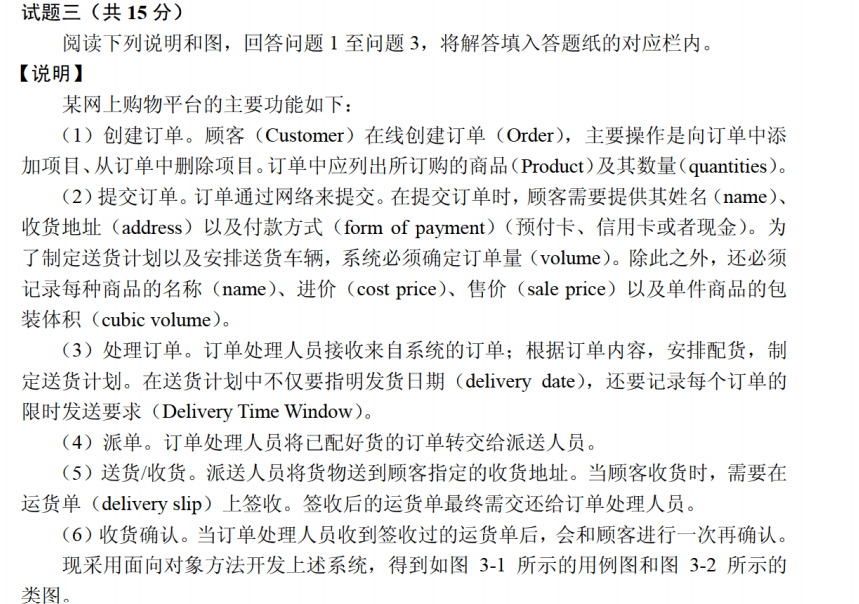 试题三（共 15 分）
阅读下列说明和图，回答问题 1 至问题 3，将解答填入答题纸的对应栏内。
【说明】
某网上购物平台的主要功能如下：
（1）创建订单。顾客（Customer）在线创建订单（Order），主要操作是向订单中添
加项目、从订单中删除项目。订单中应列出所订购的商品（Product）及其数量（quantities）。
（2）提交订单。订单通过网络来提交。在提交订单时，顾客需要提供其姓名（name）、
收货地址（address）以及付款方式（form of payment）（预付卡、信用卡或者现金）。为
了制定送货计划以及安排送货车辆，系统必须确定订单量（volume）。除此之外，还必须
记录每种商品的名称（name）、进价（cost price）、售价（sale price）以及单件商品的包
装体积（cubic volume）。
（3）处理订单。订单处理人员接收来自系统的订单；根据订单内容，安排配货，制
定送货计划。在送货计划中不仅要指明发货日期（delivery date），还要记录每个订单的
限时发送要求（Delivery Time Window）。
（4）派单。订单处理人员将已配好货的订单转交给派送人员。
（5）送货/收货。派送人员将货物送到顾客指定的收货地址。当顾客收货时，需要在
运货单（delivery slip）上签收。签收后的运货单最终需交还给订单处理人员。
（6）收货确认。当订单处理人员收到签收过的运货单后，会和顾客进行一次再确认。
现采用面向对象方法开发上述系统，得到如图 3-1 所示的用例图和图 3-2 所示的
类图。